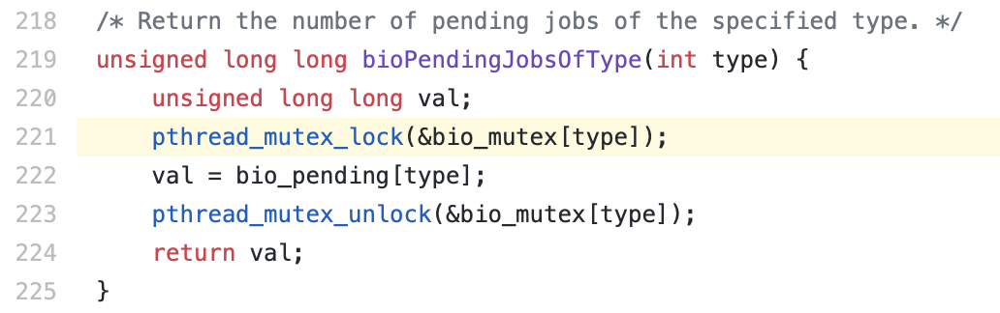 218 /* Return the number of pending jobs of the specified type. */
219 unsigned long long bioPendingJobsOfType(int type) {
220     unsigned long long val;
221     pthread_mutex_lock(&bio_mutex[type]);
222     val = bio_pending[type];
223     pthread_mutex_unlock(&bio_mutex[type]);
224     return val;
225 }